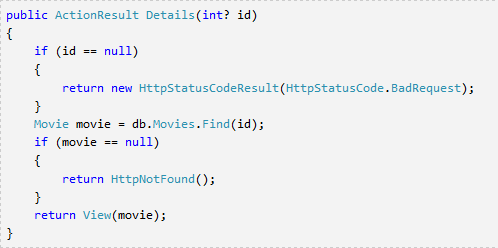 public ActionResult Details(int? id)
{
    if (id == null)
    {
        return new HttpStatusCodeResult(HttpStatusCode.BadRequest);
    }
    Movie movie = db.Movies.Find(id);
    if (movie == null)
    {
        return HttpNotFound();
    }
    return View(movie);
}